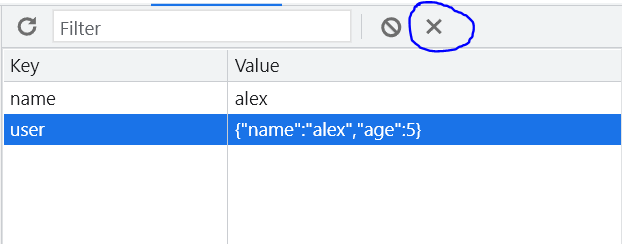 Filter
Key Value
name alex
user {"name":"alex","age":5}